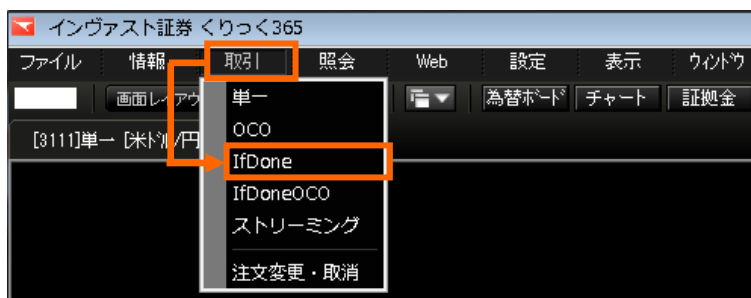 インヴァスト証券 くりっく365
ファイル 情報 取引 照会 Web 設定 表示 ウィンドウ
画面レイアウ 為替ボード チャート 証拠金
[3111]単一 [米ドル/円
単一
OCO
IfDone
IfDoneOCO
ストリーミング
注文変更・取消